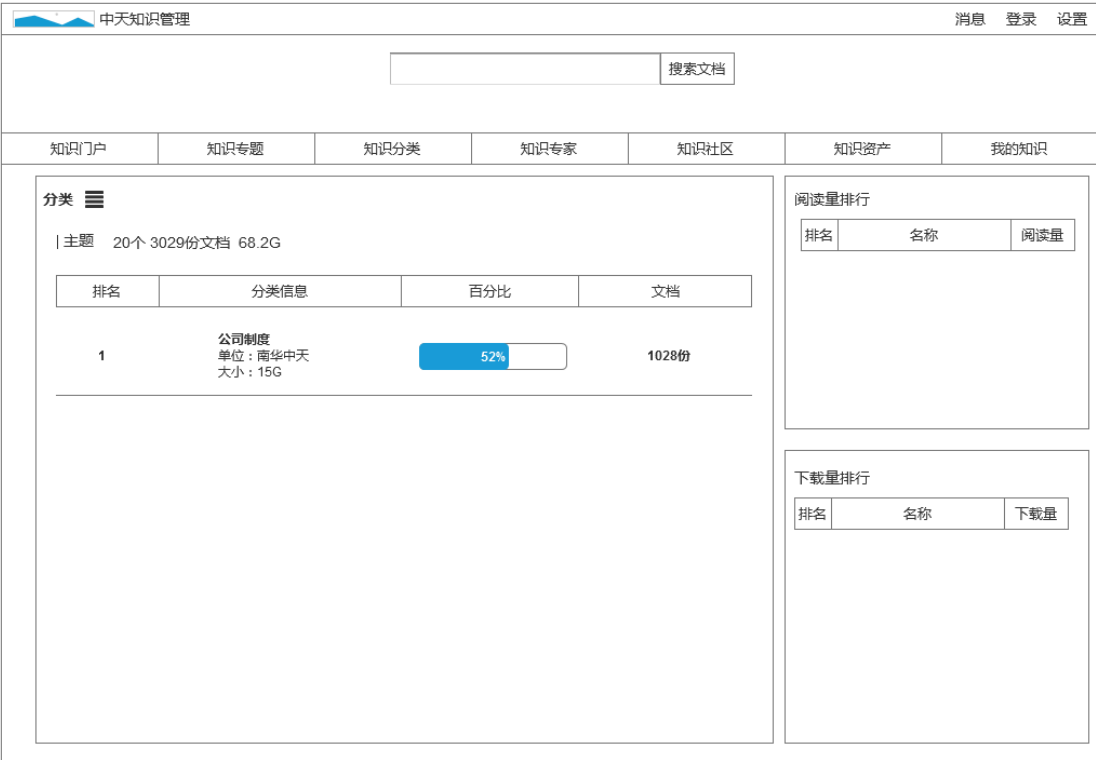 中天知识管理 消息 登录 设置
搜索文档
知识门户 知识专题 知识分类 知识专家 知识社区 知识资产 我的知识
分类
|主题 20个 3029份文档 68.2G
排名 分类信息 百分比 文档
1 公司制度 52% 1028份
单位：南华中天
大小：15G
阅读量排行
排名 名称 阅读量
下载量排行
排名 名称 下载量